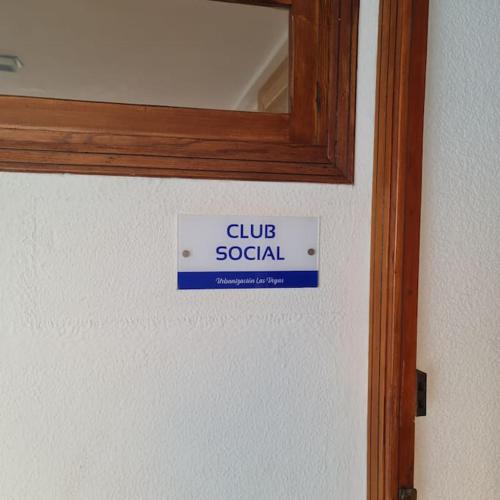 CLUB
SOCIAL
Urbanización Las Vegas